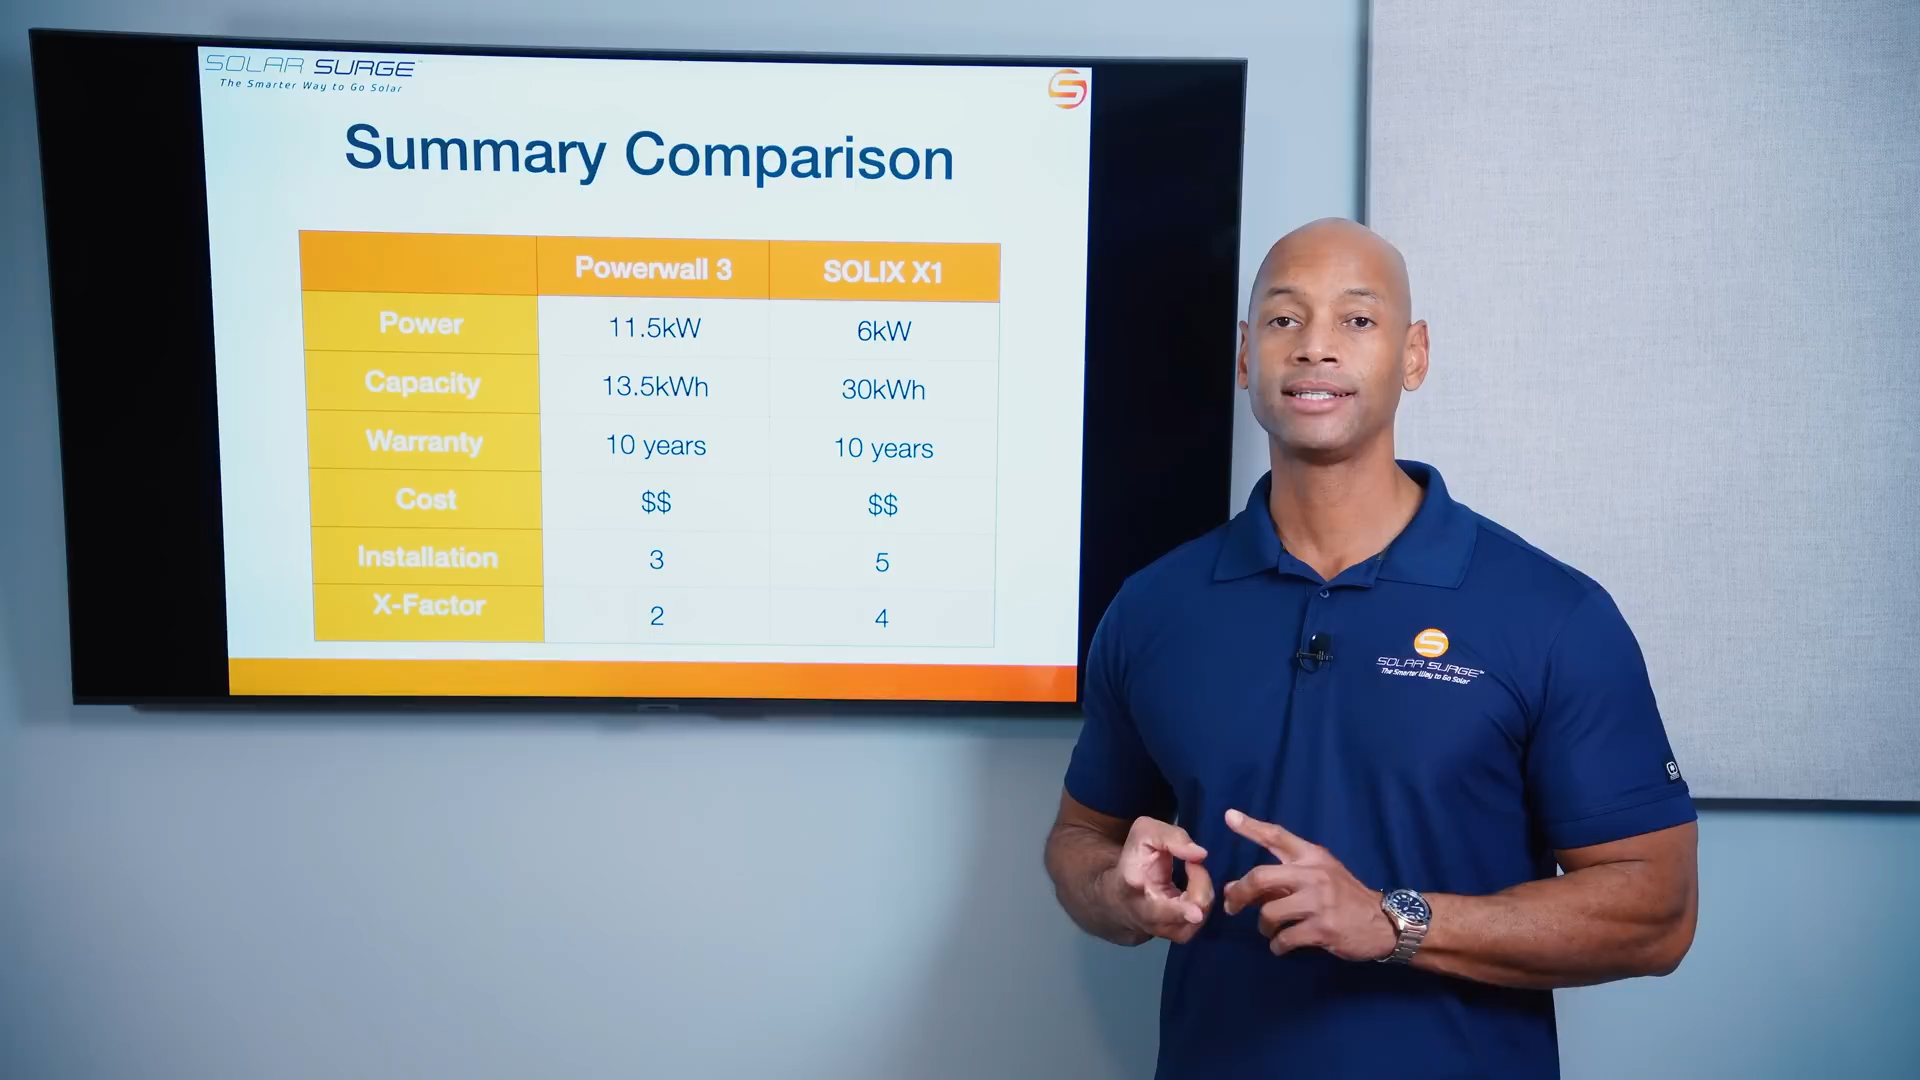 SOLAR SURGE
The Smarter Way to Go Solar
Summary Comparison
Powerwall 3 SOLIX X1
Power 11.5kW 6kW
Capacity 13.5kWh 30kWh
Warranty 10 years 10 years
Cost $$ $$
Installation 3 5
X-Factor 2 4
SOLAR SURGE
The Smarter Way to Go Solar